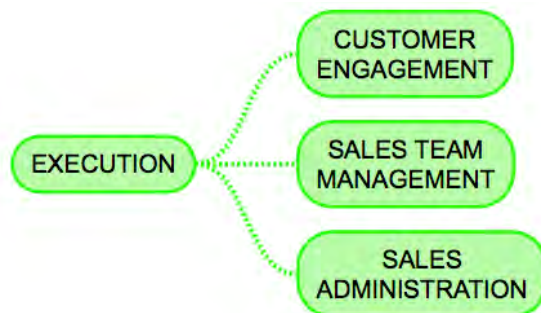 CUSTOMER
ENGAGEMENT
EXECUTION
SALES TEAM
MANAGEMENT
SALES
ADMINISTRATION